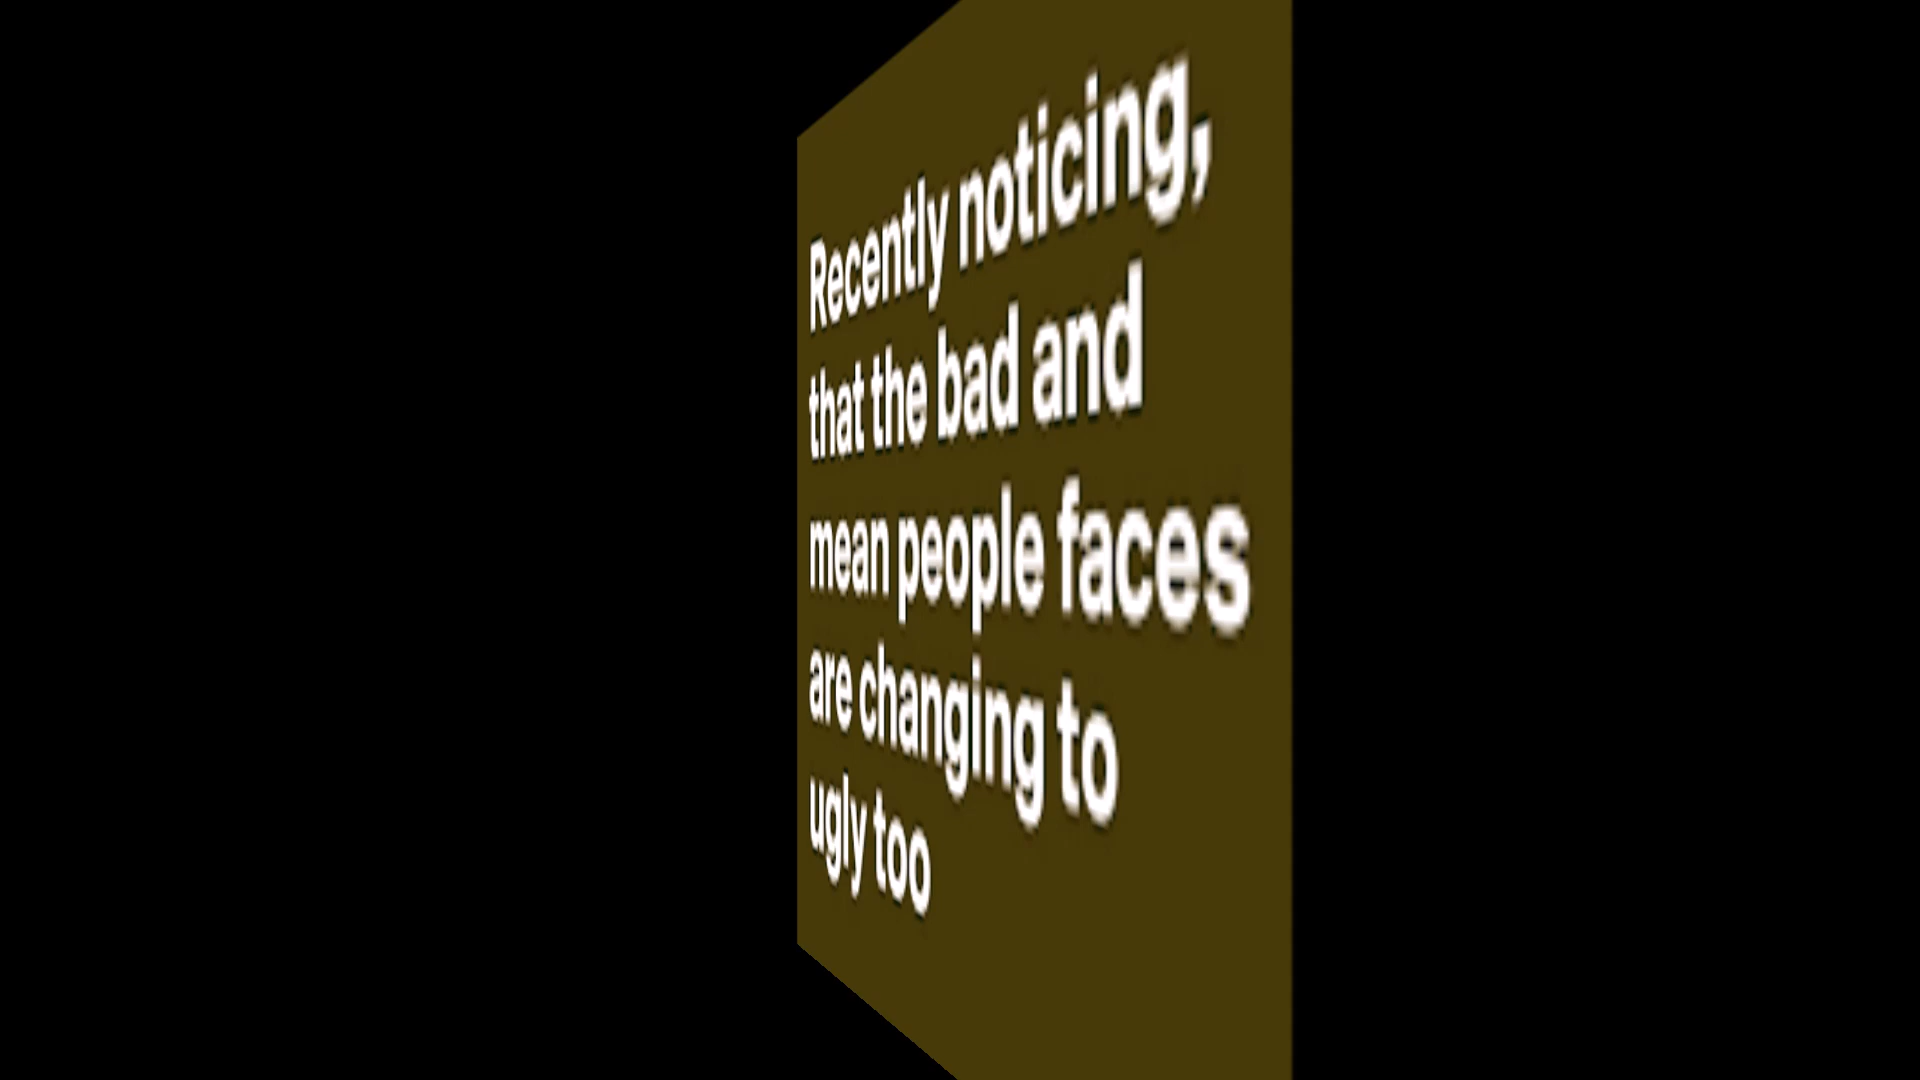 Recently noticing,
that the bad and
mean people faces
are changing to
ugly too